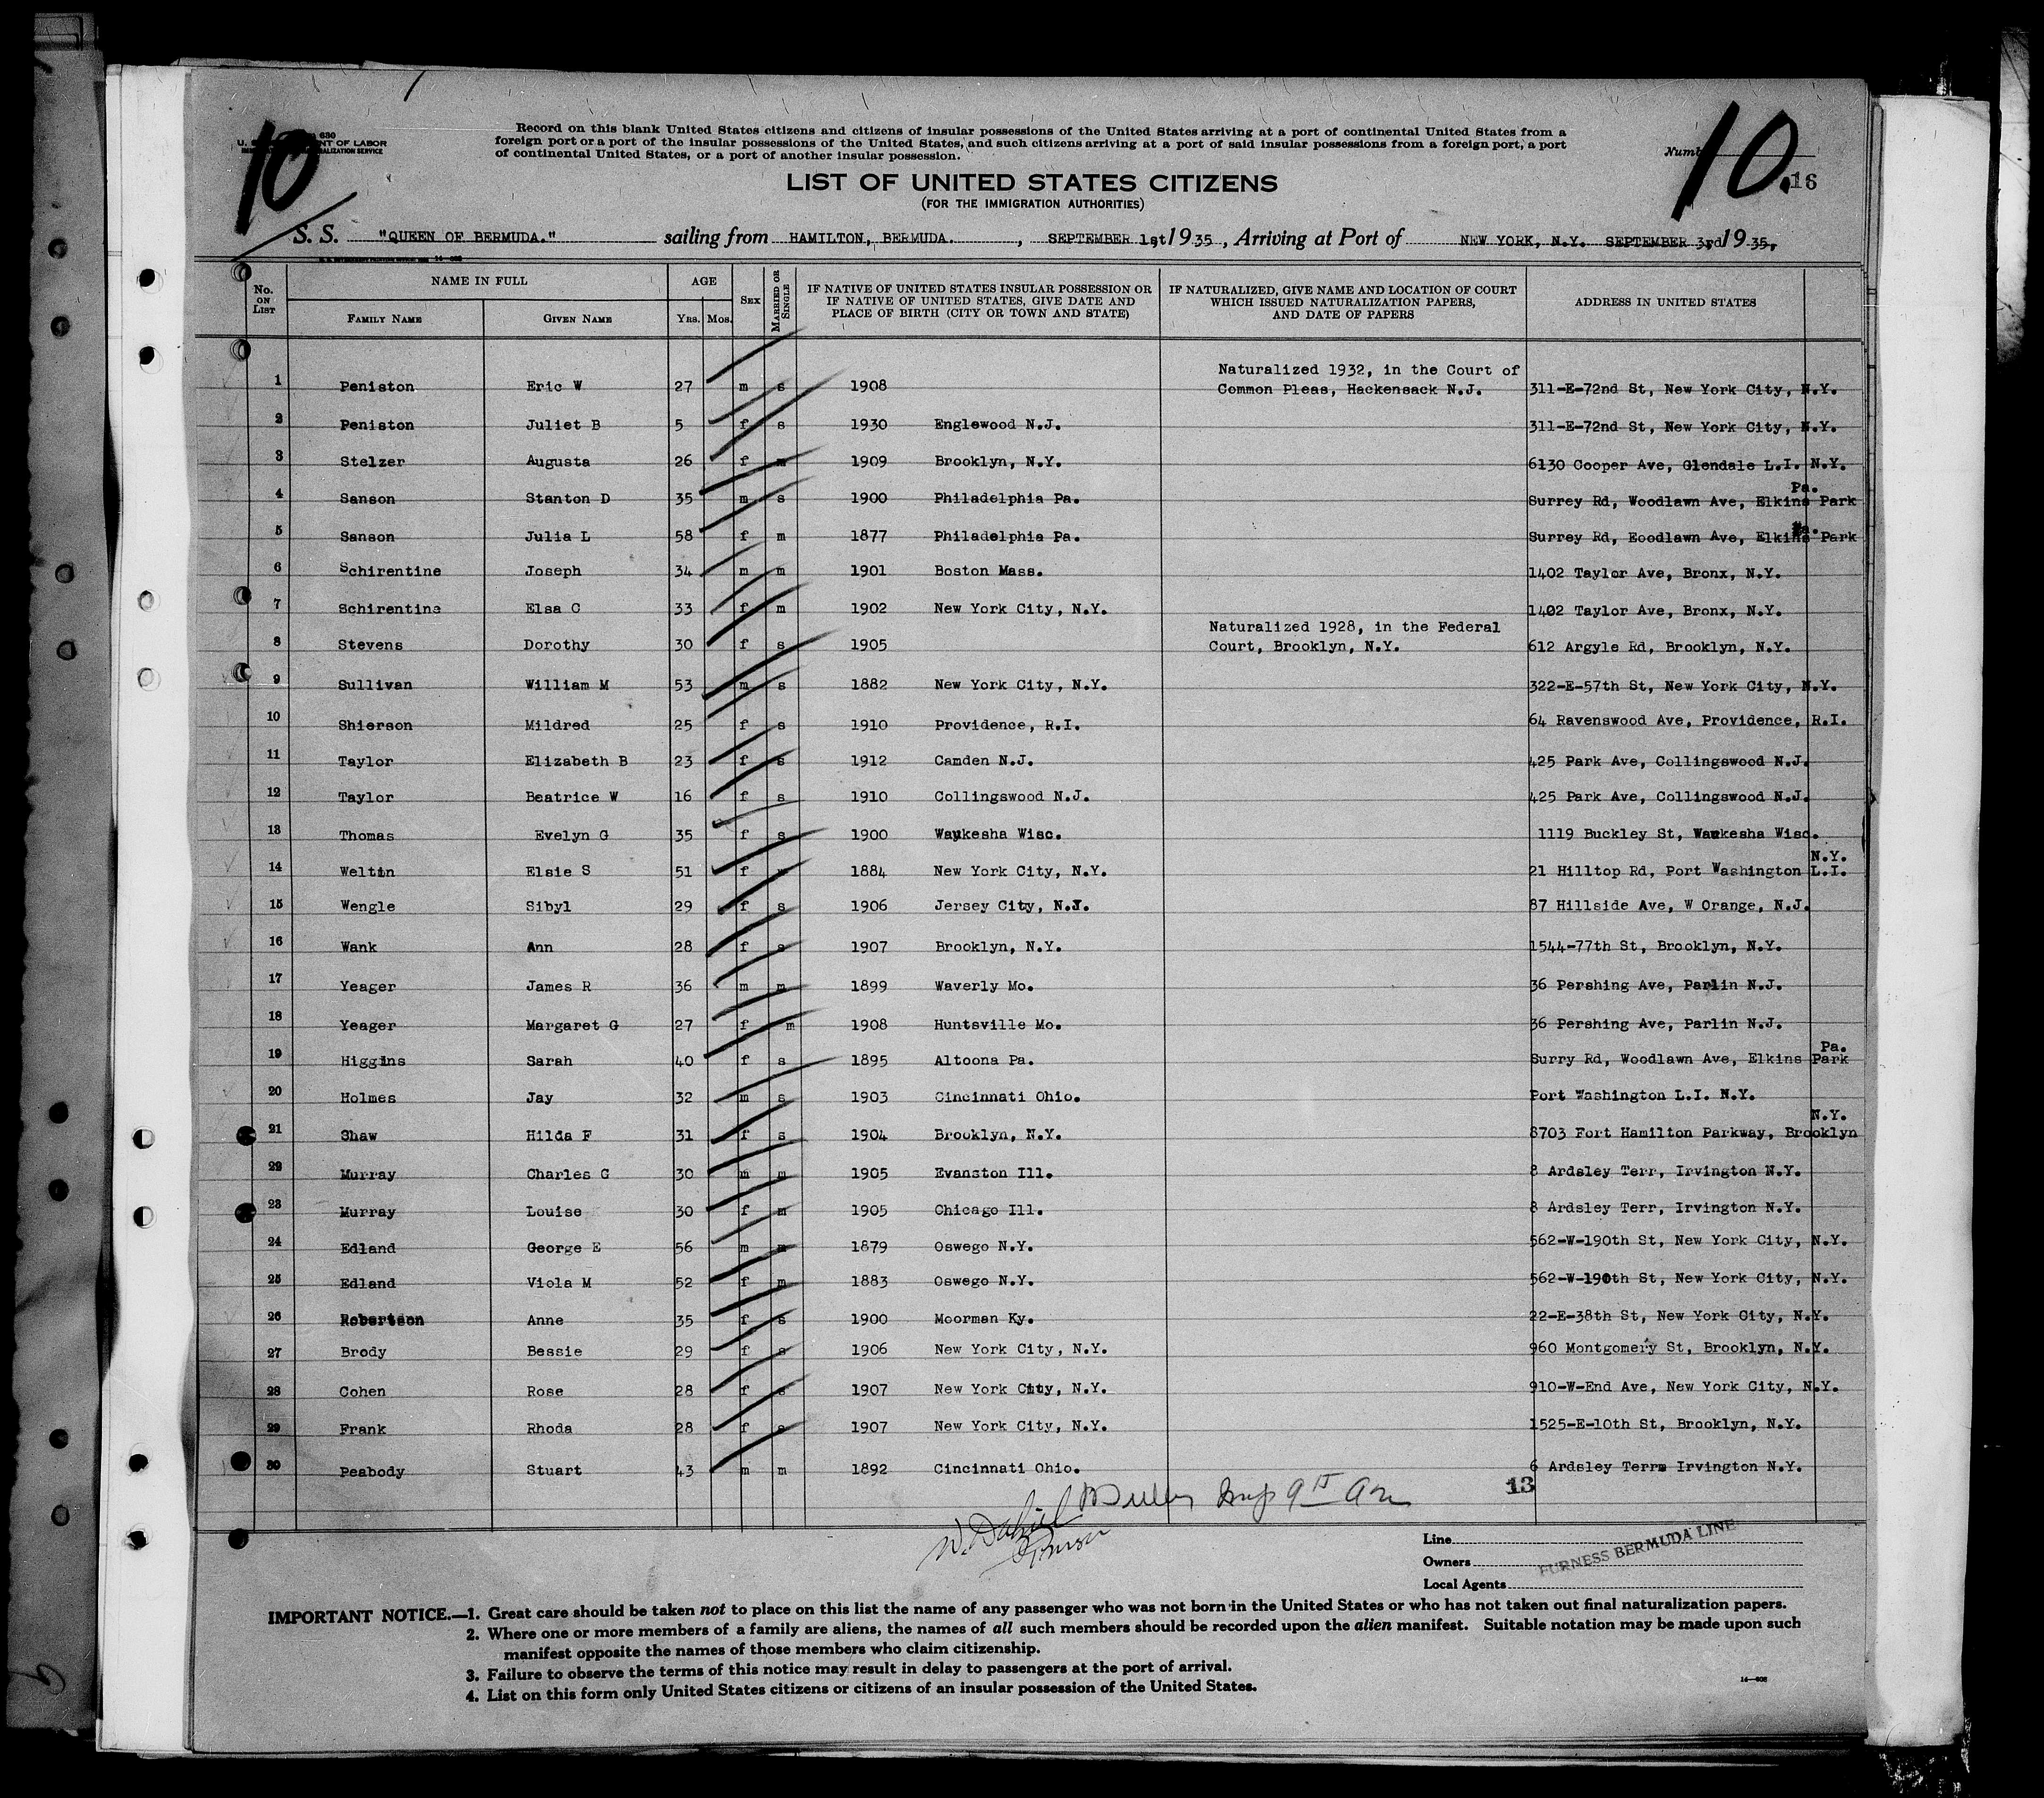 10
U. S. DEPARTMENT OF LABOR
Record on this blank United States citizens and citizens of insular possessions of the United States arriving at a port of continental United States from a
foreign port or a port of the insular possessions of the United States, and such citizens arriving at a port of said insular possessions from a foreign port, a port
of continental United States, or a port of another insular possession.
10.
16
LIST OF UNITED STATES CITIZENS
(FOR THE IMMIGRATION AUTHORITIES)
S. S. "QUEEN OF BERMUDA." sailing from HAMILTON, BERMUDA. , SEPTEMBER 1st 1935 , Arriving at Port of NEW YORK, N.Y. SEPTEMBER 3rd 1935,
No. ON LIST NAME IN FULL FAMILY NAME GIVEN NAME AGE YRS. MOS. SEX MARRIED OR SINGLE IF NATIVE OF UNITED STATES INSULAR POSSESSION OR IF NATIVE OF UNITED STATES, GIVE DATE AND PLACE OF BIRTH (CITY OR TOWN AND STATE) IF NATURALIZED, GIVE NAME AND LOCATION OF COURT WHICH ISSUED NATURALIZATION PAPERS, AND DATE OF PAPERS ADDRESS IN UNITED STATES
1 Peniston Eric W 27 m s 1908 Naturalized 1932, in the Court of Common Pleas, Hackensack N.J. 311-E-72nd St, New York City, N.Y.
2 Peniston Juliet B 5 f s 1930 Englewood N.J. 311-E-72nd St, New York City, N.Y.
3 Stelzer Augusta 26 f m 1909 Brooklyn, N.Y. 6130 Cooper Ave, Glendale L.I. N.Y.
4 Sanson Stanton D 35 m s 1900 Philadelphia Pa. Surrey Rd, Woodlawn Ave, Elkins Park Pa.
5 Sanson Julia L 58 f m 1877 Philadelphia Pa. Surrey Rd, Eoodlawn Ave, Elkins Park Pa.
6 Schirentine Joseph 34 m m 1901 Boston Mass. 1402 Taylor Ave, Bronx, N.Y.
7 Schirentine Elsa C 33 f m 1902 New York City, N.Y. 1402 Taylor Ave, Bronx, N.Y.
8 Stevens Dorothy 30 f s 1905 Naturalized 1928, in the Federal Court, Brooklyn, N.Y. 612 Argyle Rd, Brooklyn, N.Y.
9 Sullivan William M 53 m s 1882 New York City, N.Y. 322-E-57th St, New York City, N.Y.
10 Shierson Mildred 25 f s 1910 Providence, R.I. 64 Ravenswood Ave, Providence, R.I.
11 Taylor Elizabeth B 23 f s 1912 Camden N.J. 425 Park Ave, Collingswood N.J.
12 Taylor Beatrice W 16 f s 1910 Collingswood N.J. 425 Park Ave, Collingswood N.J.
13 Thomas Evelyn G 35 f s 1900 Waukesha Wisc. 1119 Buckley St, Waukesha Wisc.
14 Weltin Elsie S 51 f 1884 New York City, N.Y. 21 Hilltop Rd, Port Washington L.I. N.Y.
15 Wengle Sibyl 29 f s 1906 Jersey City, N.J. 87 Hillside Ave, W Orange, N.J.
16 Wank Ann 28 f s 1907 Brooklyn, N.Y. 1544-77th St, Brooklyn, N.Y.
17 Yeager James R 36 m m 1899 Waverly Mo. 36 Pershing Ave, Parlin N.J.
18 Yeager Margaret G 27 f m 1908 Huntsville Mo. 36 Pershing Ave, Parlin N.J.
19 Higgins Sarah 40 f s 1895 Altoona Pa. Surry Rd, Woodlawn Ave, Elkins Park Pa.
20 Holmes Jay 32 m s 1903 Cincinnati Ohio. Port Washington L.I. N.Y.
21 Shaw Hilda F 31 f s 1904 Brooklyn, N.Y. 8703 Fort Hamilton Parkway, Brooklyn N.Y.
22 Murray Charles G 30 m m 1905 Evanston Ill. 8 Ardsley Terr, Irvington N.Y.
23 Murray Louise 30 f m 1905 Chicago Ill. 8 Ardsley Terr, Irvington N.Y.
24 Edland George E 56 m m 1879 Oswego N.Y. 562-W-190th St, New York City, N.Y.
25 Edland Viola M 52 f m 1883 Oswego N.Y. 562-W-190th St, New York City, N.Y.
26 Robertson Anne 35 f s 1900 Moorman Ky. 22-E-38th St, New York City, N.Y.
27 Brody Bessie 29 f s 1906 New York City, N.Y. 960 Montgomery St, Brooklyn, N.Y.
28 Cohen Rose 28 f s 1907 New York City, N.Y. 910-W-End Ave, New York City, N.Y.
29 Frank Rhoda 28 f s 1907 New York City, N.Y. 1525-E-10th St, Brooklyn, N.Y.
30 Peabody Stuart 43 m m 1892 Cincinnati Ohio. 6 Ardsley Terrm Irvington N.Y.
13
Line
Owners
Local Agents
FURNESS BERMUDA LINE
IMPORTANT NOTICE.—1. Great care should be taken not to place on this list the name of any passenger who was not born in the United States or who has not taken out final naturalization papers.
2. Where one or more members of a family are aliens, the names of all such members should be recorded upon the alien manifest. Suitable notation may be made upon such
manifest opposite the names of those members who claim citizenship.
3. Failure to observe the terms of this notice may result in delay to passengers at the port of arrival.
4. List on this form only United States citizens or citizens of an insular possession of the United States.